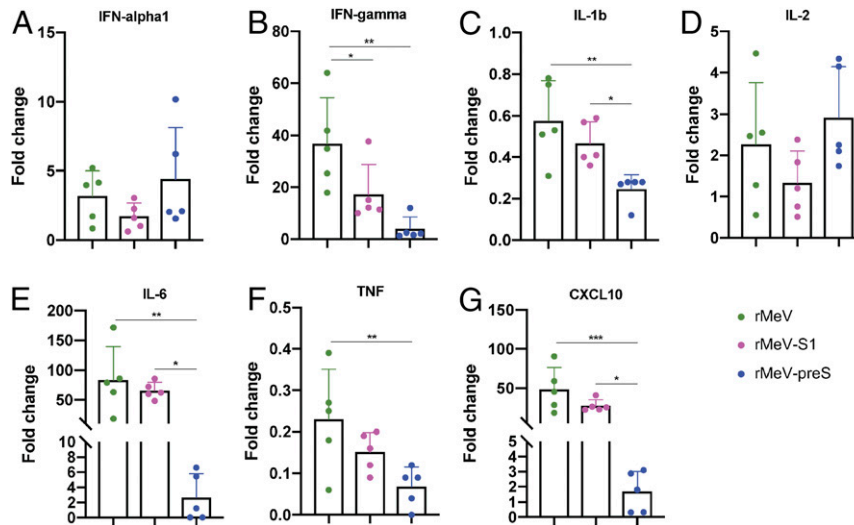 A
IFN-alpha1
Fold change
15
10
5
0
B
IFN-gamma
Fold change
80
60
40
20
0
**
*
C
IL-1b
Fold change
1.0
0.8
0.6
0.4
0.2
0.0
**
*
D
IL-2
Fold change
5
4
3
2
1
0
E
IL-6
Fold change
200
150
100
50
10
8
6
4
2
0
**
*
F
TNF
Fold change
0.5
0.4
0.3
0.2
0.1
0.0
**
G
CXCL10
Fold change
150
100
50
5
4
3
2
1
0
***
*
rMeV
rMeV-S1
rMeV-preS